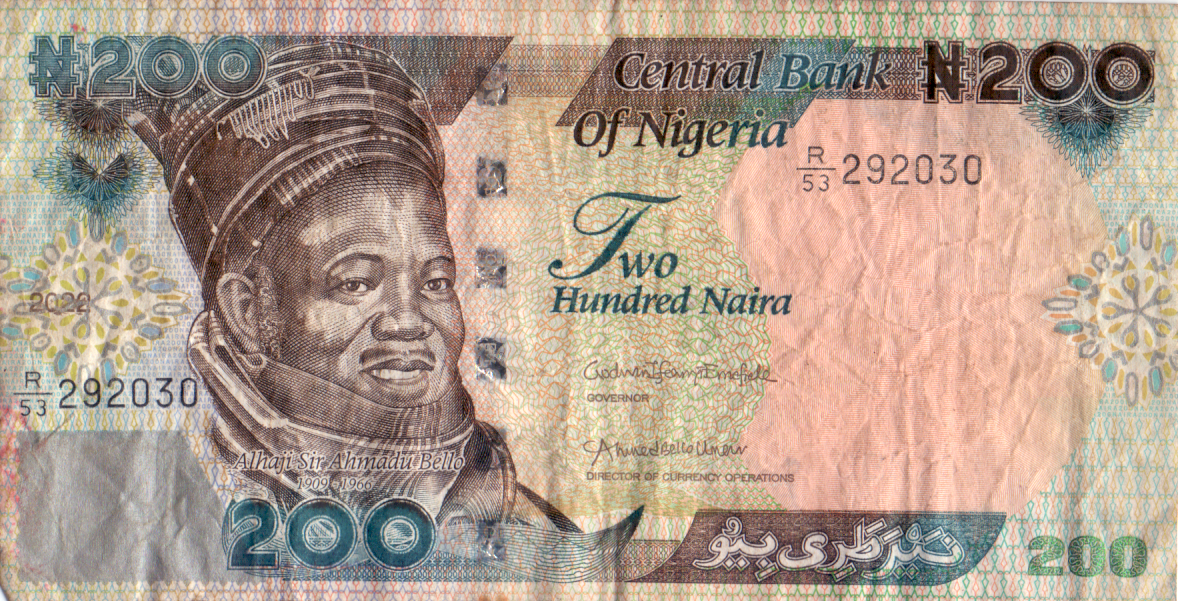 ₦200
Central Bank ₦200
Of Nigeria
R/53 292030
Two
Hundred Naira
2022
Godwin Ifeanyi Emefiele
GOVERNOR
R/53 292030
Ahmed Bello Umar
DIRECTOR OF CURRENCY OPERATIONS
Alhaji Sir Ahmadu Bello
1909 - 1966
200
نَيْرَ طَرِى بِيُو
200